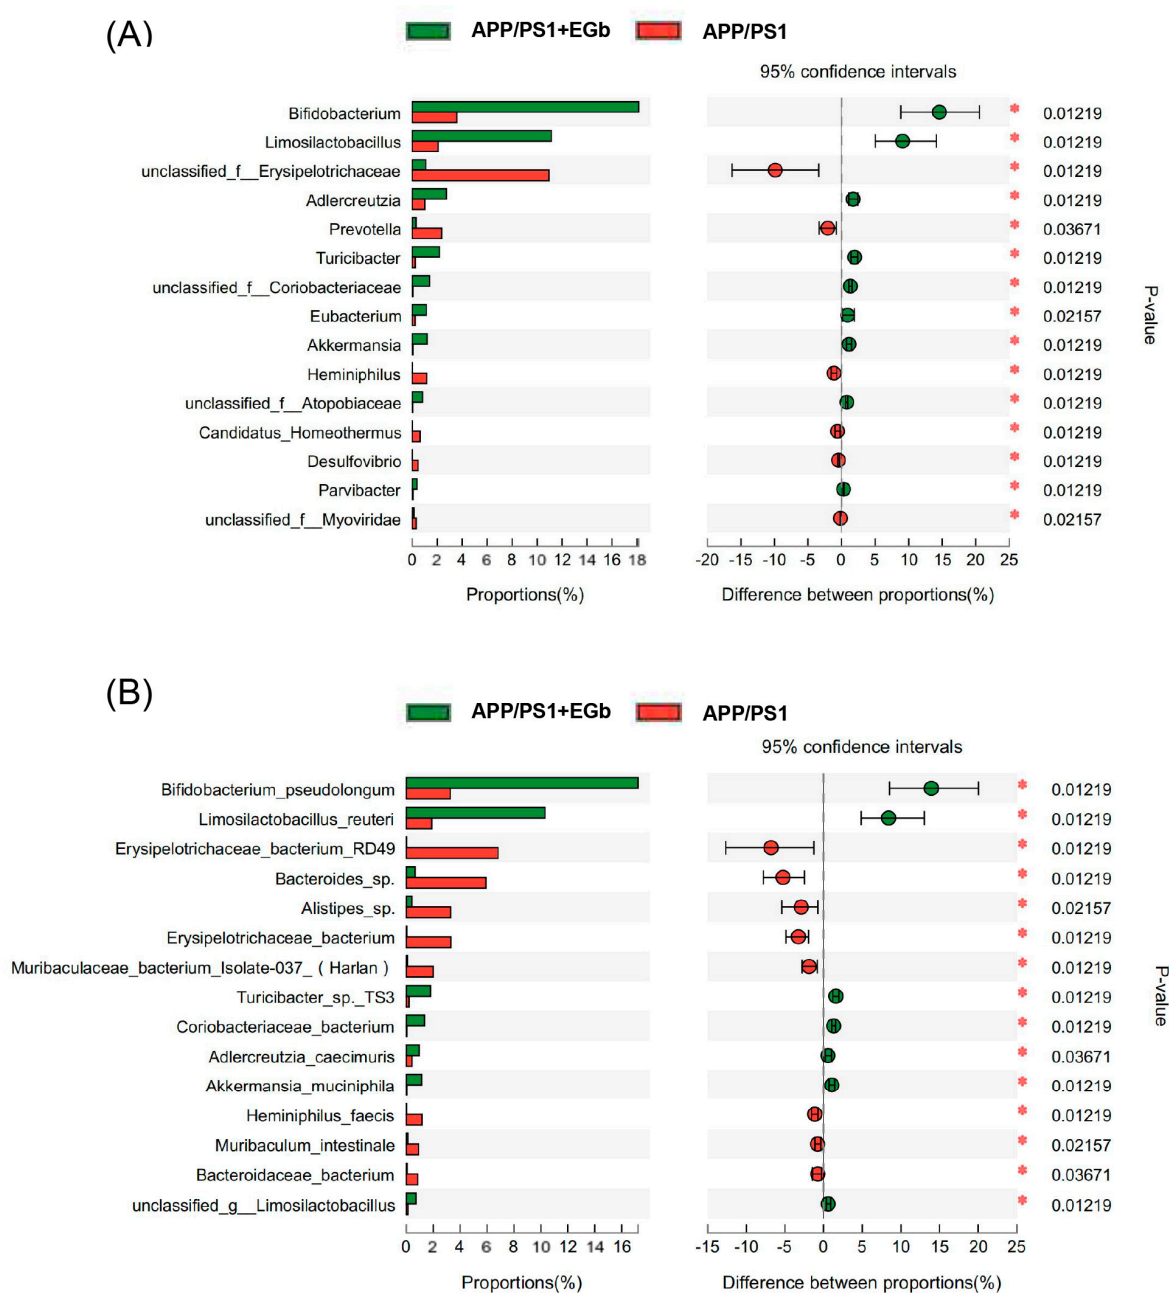 (A)
APP/PS1+EGb APP/PS1
95% confidence intervals
Bifidobacterium * 0.01219
Limosilactobacillus * 0.01219
unclassified_f__Erysipelotrichaceae * 0.01219
Adlercreutzia * 0.01219
Prevotella * 0.03671
Turicibacter * 0.01219
unclassified_f__Coriobacteriaceae * 0.01219
Eubacterium * 0.02157
Akkermansia * 0.01219
Heminiphilus * 0.01219
unclassified_f__Atopobiaceae * 0.01219
Candidatus_Homeothermus * 0.01219
Desulfovibrio * 0.01219
Parvibacter * 0.01219
unclassified_f__Myoviridae * 0.02157
P-value
0 2 4 6 8 10 12 14 16 18 -20 -15 -10 -5 0 5 10 15 20 25
Proportions(%) Difference between proportions(%)
(B)
APP/PS1+EGb APP/PS1
95% confidence intervals
Bifidobacterium_pseudolongum * 0.01219
Limosilactobacillus_reuteri * 0.01219
Erysipelotrichaceae_bacterium_RD49 * 0.01219
Bacteroides_sp. * 0.01219
Alistipes_sp. * 0.02157
Erysipelotrichaceae_bacterium * 0.01219
Muribaculaceae_bacterium_Isolate-037_ ( Harlan ) * 0.01219
Turicibacter_sp._TS3 * 0.01219
Coriobacteriaceae_bacterium * 0.01219
Adlercreutzia_caecimuris * 0.03671
Akkermansia_muciniphila * 0.01219
Heminiphilus_faecis * 0.01219
Muribaculum_intestinale * 0.02157
Bacteroidaceae_bacterium * 0.03671
unclassified_g__Limosilactobacillus * 0.01219
P-value
0 2 4 6 8 10 12 14 16 -15 -10 -5 0 5 10 15 20 25
Proportions(%) Difference between proportions(%)